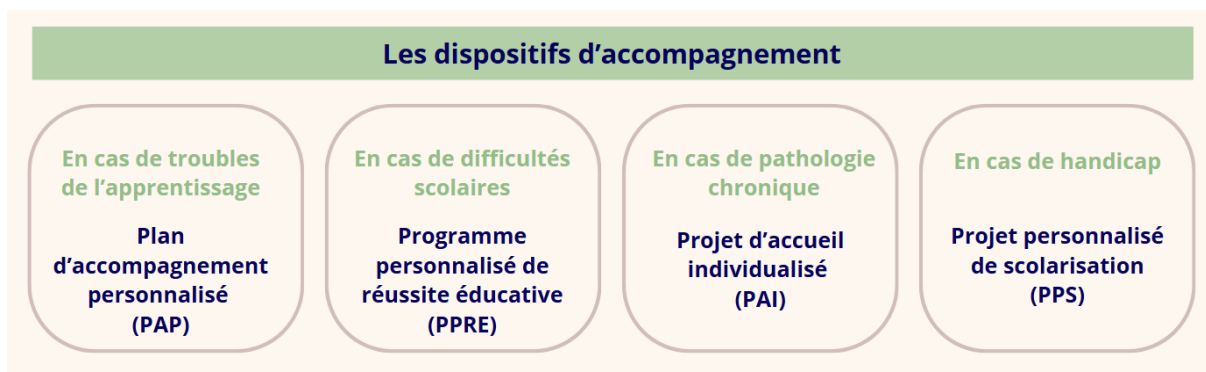 Les dispositifs d’accompagnement
En cas de troubles
de l’apprentissage
Plan
d’accompagnement
personnalisé
(PAP)
En cas de difficultés
scolaires
Programme
personnalisé de
réussite éducative
(PPRE)
En cas de pathologie
chronique
Projet d’accueil
individualisé
(PAI)
En cas de handicap
Projet personnalisé
de scolarisation
(PPS)